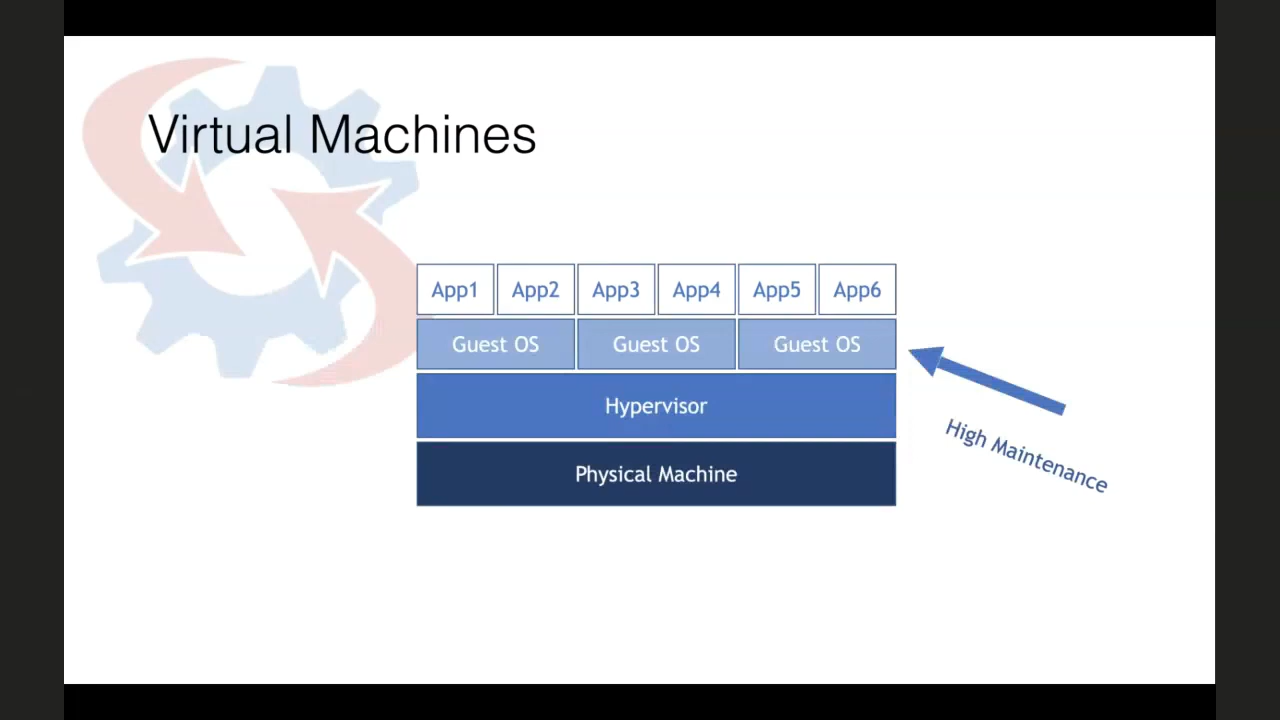 Virtual Machines
App1 App2 App3 App4 App5 App6
Guest OS Guest OS Guest OS
Hypervisor
High Maintenance
Physical Machine